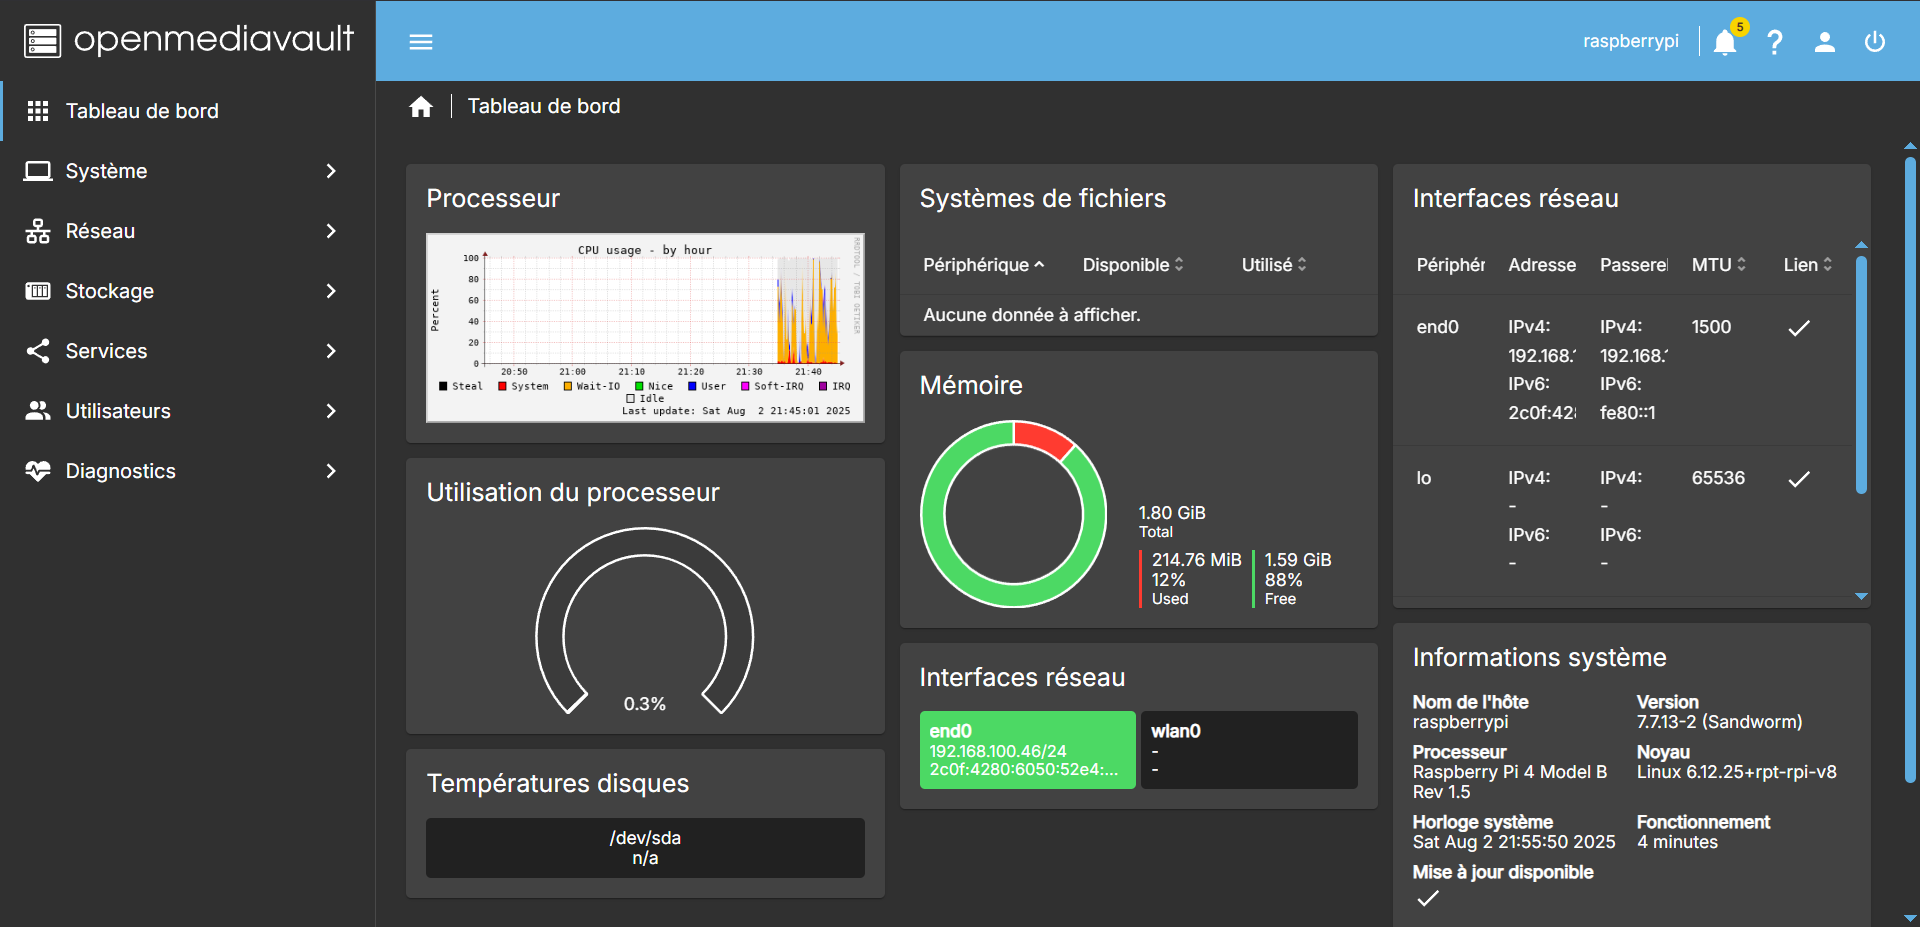 openmediavault
raspberrypi
5
Tableau de bord
Système
Réseau
Stockage
Services
Utilisateurs
Diagnostics
Tableau de bord
Processeur
CPU usage - by hour
RRDTOOL / TOBI OETIKER
Percent
100
80
60
40
20
0
20:50 21:00 21:10 21:20 21:30 21:40
Steal System Wait-IO Nice User Soft-IRQ IRQ
Idle
Last update: Sat Aug 2 21:45:01 2025
Utilisation du processeur
0.3%
Températures disques
/dev/sda
n/a
Systèmes de fichiers
Périphérique Disponible Utilisé
Aucune donnée à afficher.
Mémoire
1.80 GiB
Total
214.76 MiB 1.59 GiB
12% 88%
Used Free
Interfaces réseau
end0 wlan0
192.168.100.46/24 -
2c0f:4280:6050:52e4:... -
Interfaces réseau
Périphér Adresse Passerel MTU Lien
end0 IPv4: IPv4: 1500
192.168. 192.168.
IPv6: IPv6:
2c0f:428 fe80::1
lo IPv4: IPv4: 65536
- -
IPv6: IPv6:
- -
Informations système
Nom de l'hôte Version
raspberrypi 7.7.13-2 (Sandworm)
Processeur Noyau
Raspberry Pi 4 Model B Linux 6.12.25+rpt-rpi-v8
Rev 1.5
Horloge système Fonctionnement
Sat Aug 2 21:55:50 2025 4 minutes
Mise à jour disponible